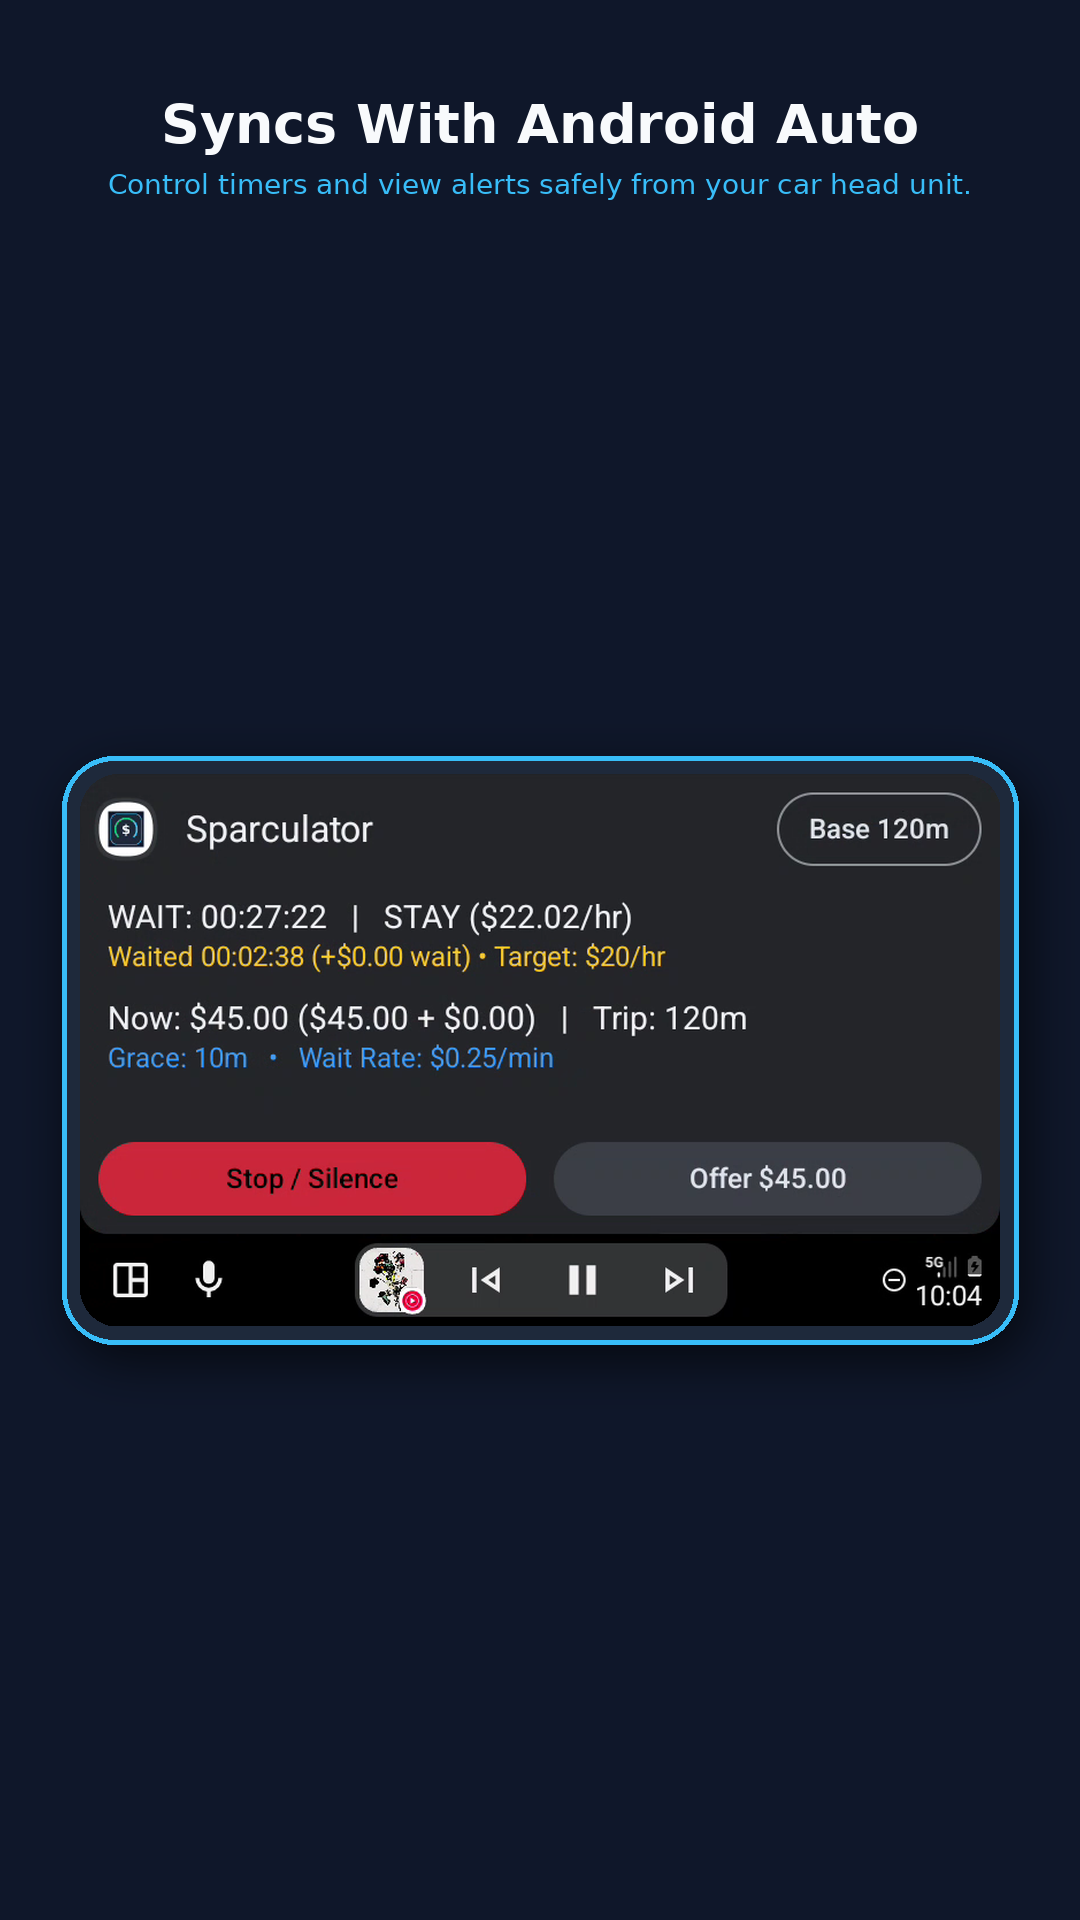 Syncs With Android Auto
Control timers and view alerts safely from your car head unit.
Sparculator
Base 120m
WAIT: 00:27:22 | STAY ($22.02/hr)
Waited 00:02:38 (+$0.00 wait) • Target: $20/hr
Now: $45.00 ($45.00 + $0.00) | Trip: 120m
Grace: 10m • Wait Rate: $0.25/min
Stop / Silence
Offer $45.00
5G
10:04